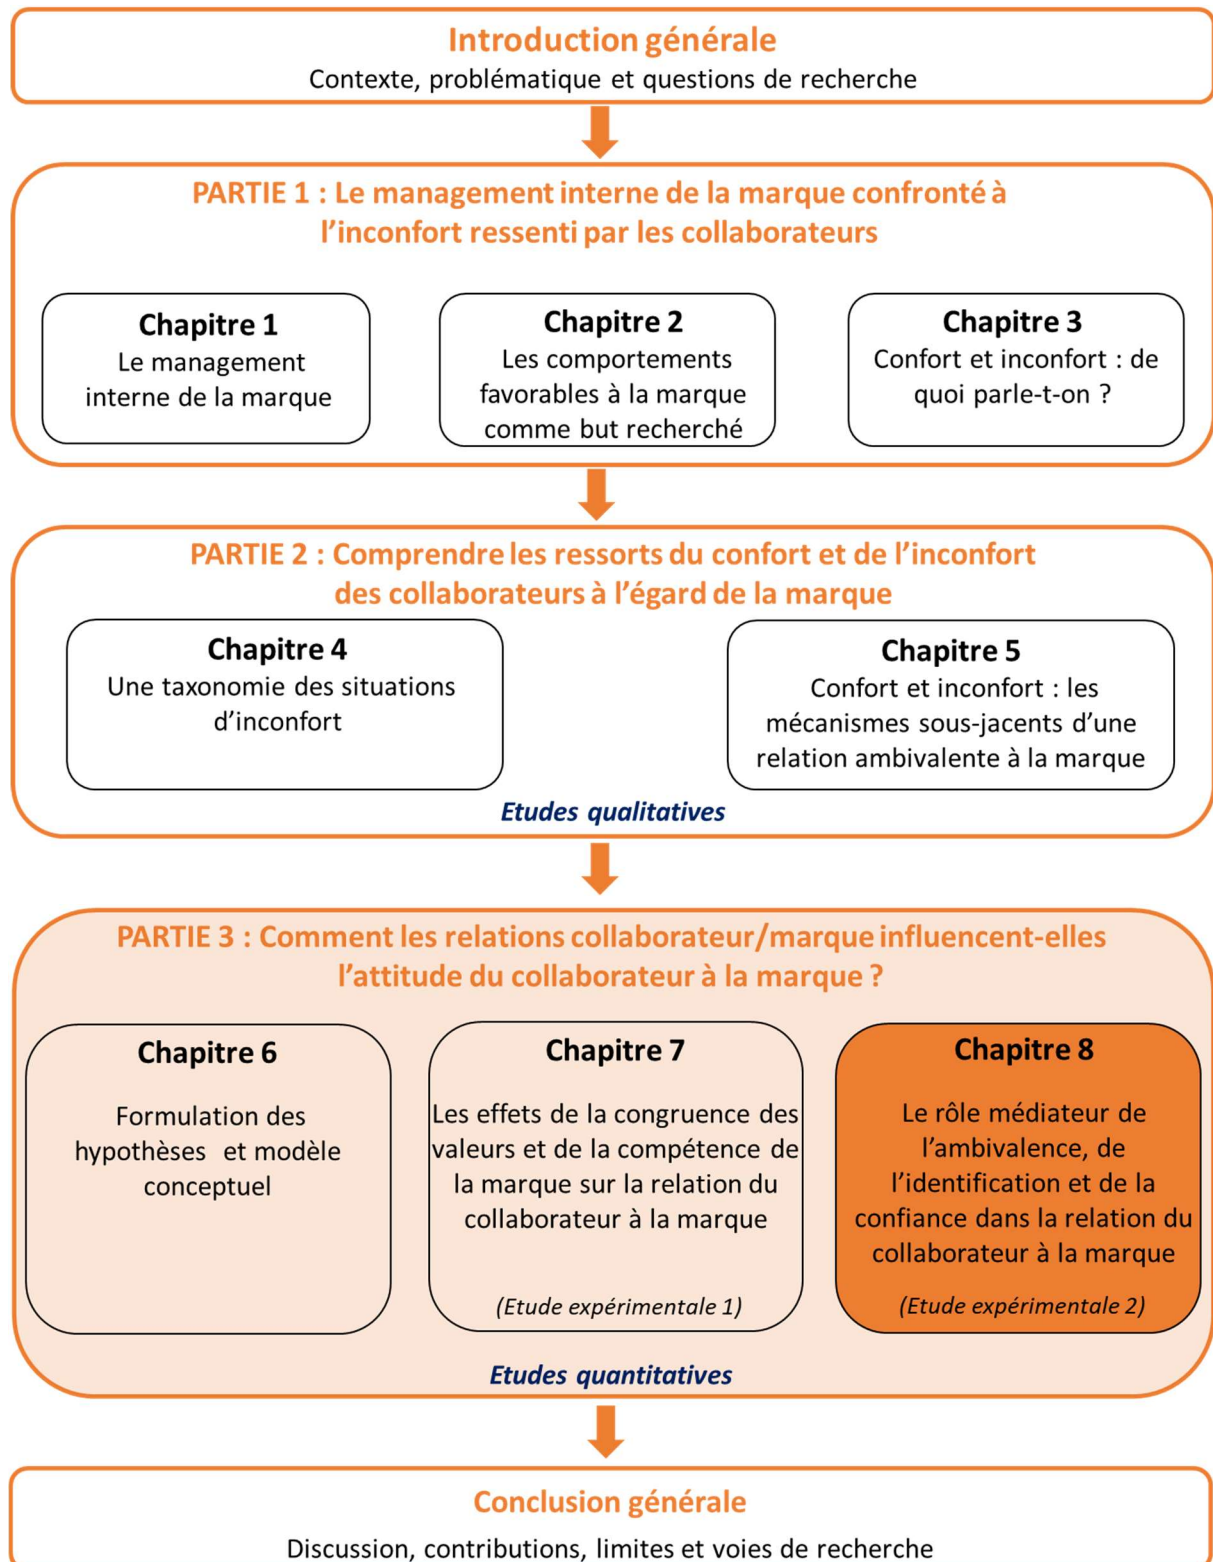 Introduction générale
Contexte, problématique et questions de recherche
PARTIE 1 : Le management interne de la marque confronté à
l’inconfort ressenti par les collaborateurs
Chapitre 1
Le management
interne de la marque
Chapitre 2
Les comportements
favorables à la marque
comme but recherché
Chapitre 3
Confort et inconfort : de
quoi parle-t-on ?
PARTIE 2 : Comprendre les ressorts du confort et de l’inconfort
des collaborateurs à l’égard de la marque
Chapitre 4
Une taxonomie des situations
d’inconfort
Chapitre 5
Confort et inconfort : les
mécanismes sous-jacents d’une
relation ambivalente à la marque
Etudes qualitatives
PARTIE 3 : Comment les relations collaborateur/marque influencent-elles
l’attitude du collaborateur à la marque ?
Chapitre 6
Formulation des
hypothèses et modèle
conceptuel
Chapitre 7
Les effets de la congruence des
valeurs et de la compétence de
la marque sur la relation du
collaborateur à la marque
(Etude expérimentale 1)
Chapitre 8
Le rôle médiateur de
l’ambivalence, de
l’identification et de la
confiance dans la relation du
collaborateur à la marque
(Etude expérimentale 2)
Etudes quantitatives
Conclusion générale
Discussion, contributions, limites et voies de recherche